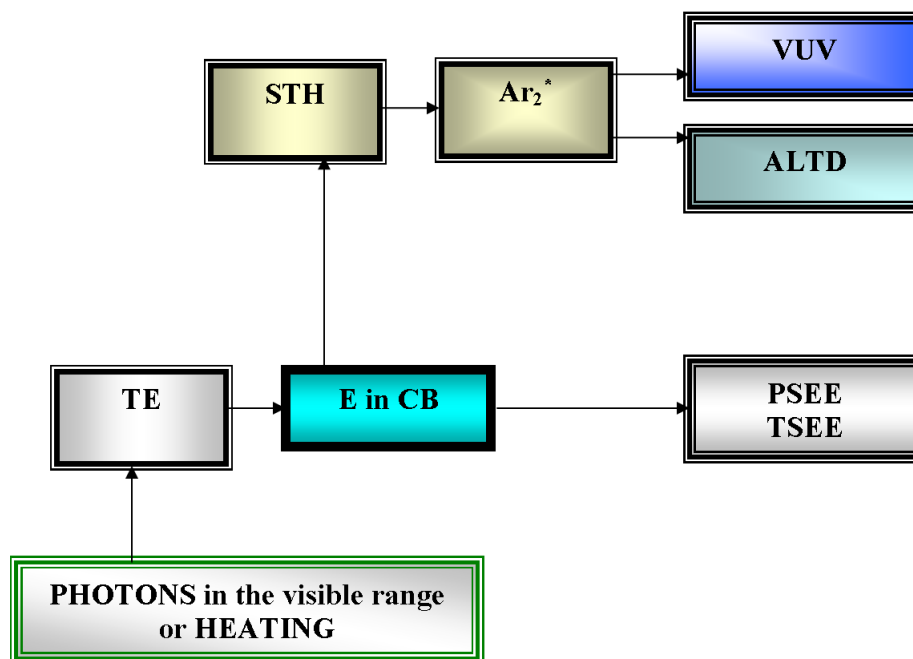 VUV
STH
Ar₂*
ALTD
TE
E in CB
PSEE
TSEE
PHOTONS in the visible range
or HEATING